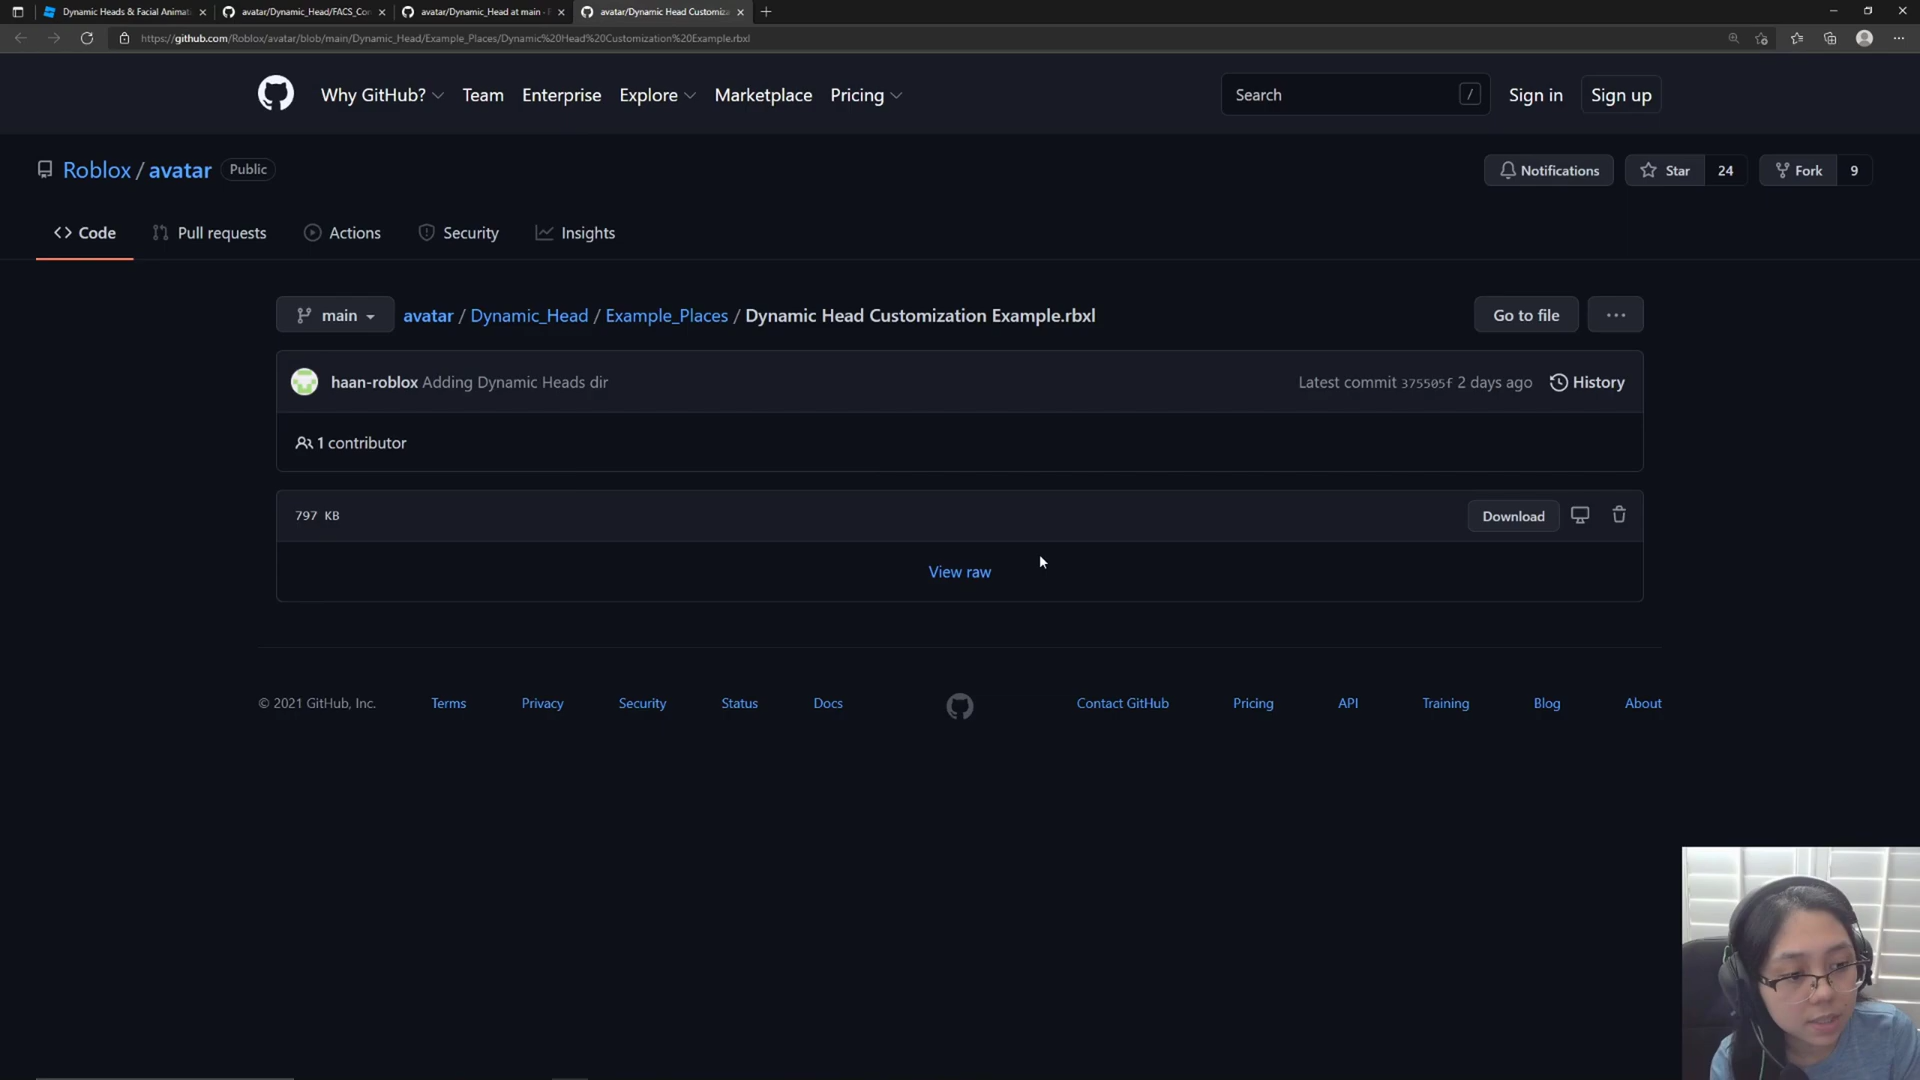 Dynamic Heads & Facial Animat
avatar/Dynamic_Head/FACS_Con
avatar/Dynamic_Head at main ·
avatar/Dynamic Head Customiza
https://github.com/Roblox/avatar/blob/main/Dynamic_Head/Example_Places/Dynamic%20Head%20Customization%20Example.rbxl
Why GitHub? Team Enterprise Explore Marketplace Pricing Search / Sign in Sign up
Roblox / avatar Public Notifications Star 24 Fork 9
Code Pull requests Actions Security Insights
main avatar / Dynamic_Head / Example_Places / Dynamic Head Customization Example.rbxl Go to file ...
haan-roblox Adding Dynamic Heads dir Latest commit 375505f 2 days ago History
1 contributor
797 KB Download
View raw
© 2021 GitHub, Inc. Terms Privacy Security Status Docs Contact GitHub Pricing API Training Blog About